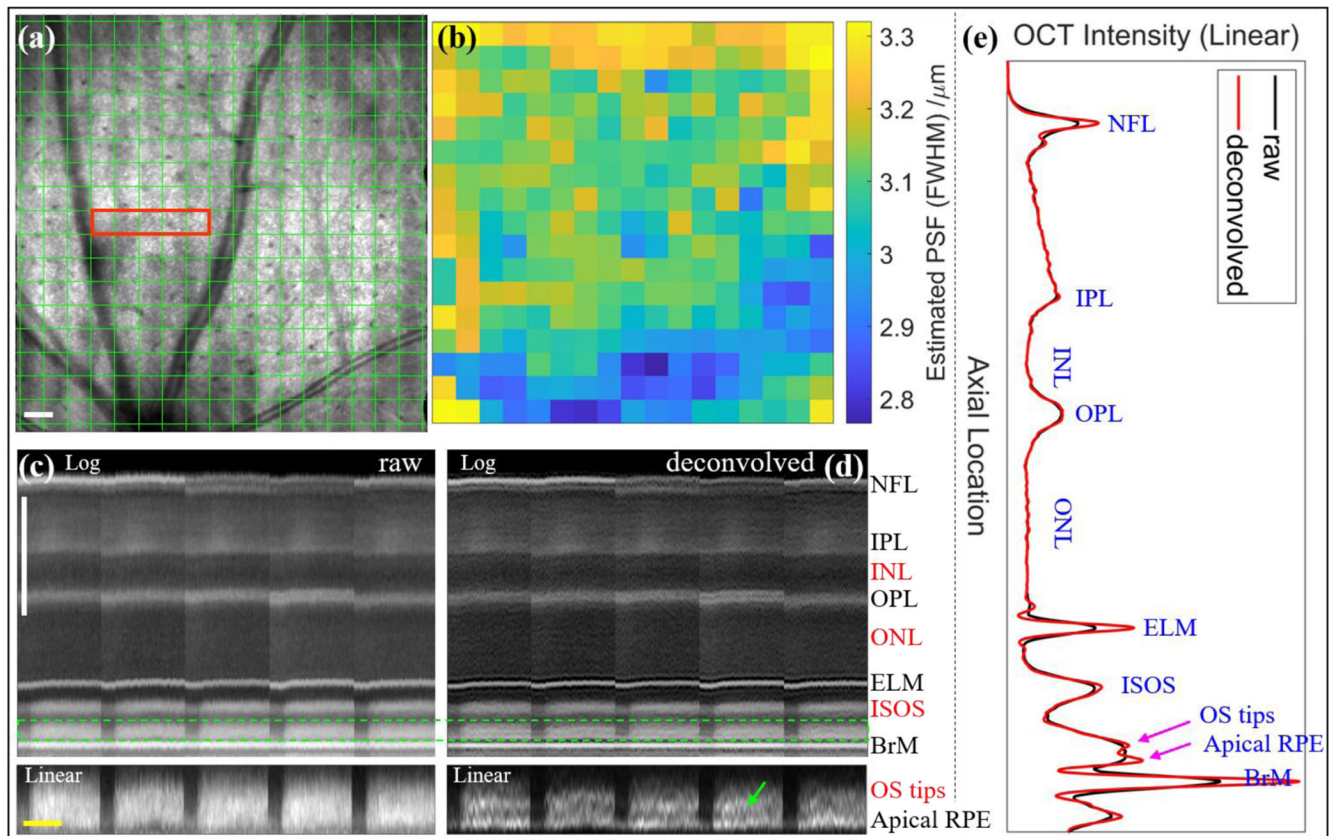 (a)
(b)
3.3
3.2
3.1
3
2.9
2.8
Estimated PSF (FWHM) /μm
(c)
Log
raw
Log
deconvolved
(d)
NFL
IPL
INL
OPL
ONL
ELM
ISOS
BrM
Linear
Linear
OS tips
Apical RPE
(e)
OCT Intensity (Linear)
Axial Location
raw
deconvolved
NFL
IPL
INL
OPL
ONL
ELM
ISOS
OS tips
Apical RPE
BrM